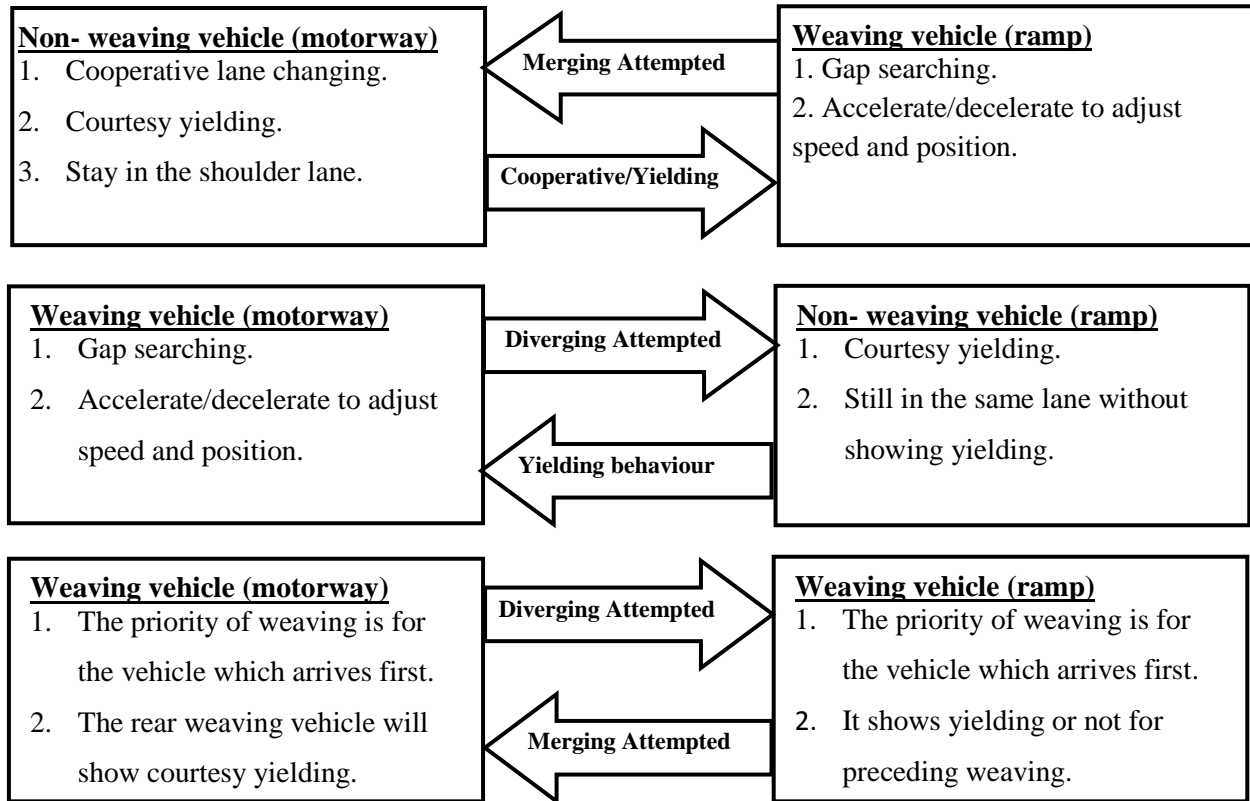 Non- weaving vehicle (motorway)
1. Cooperative lane changing.
2. Courtesy yielding.
3. Stay in the shoulder lane.
Merging Attempted
Cooperative/Yielding
Weaving vehicle (ramp)
1. Gap searching.
2. Accelerate/decelerate to adjust
speed and position.
Weaving vehicle (motorway)
1. Gap searching.
2. Accelerate/decelerate to adjust
speed and position.
Diverging Attempted
Yielding behaviour
Non- weaving vehicle (ramp)
1. Courtesy yielding.
2. Still in the same lane without
showing yielding.
Weaving vehicle (motorway)
1. The priority of weaving is for
the vehicle which arrives first.
2. The rear weaving vehicle will
show courtesy yielding.
Diverging Attempted
Merging Attempted
Weaving vehicle (ramp)
1. The priority of weaving is for
the vehicle which arrives first.
2. It shows yielding or not for
preceding weaving.